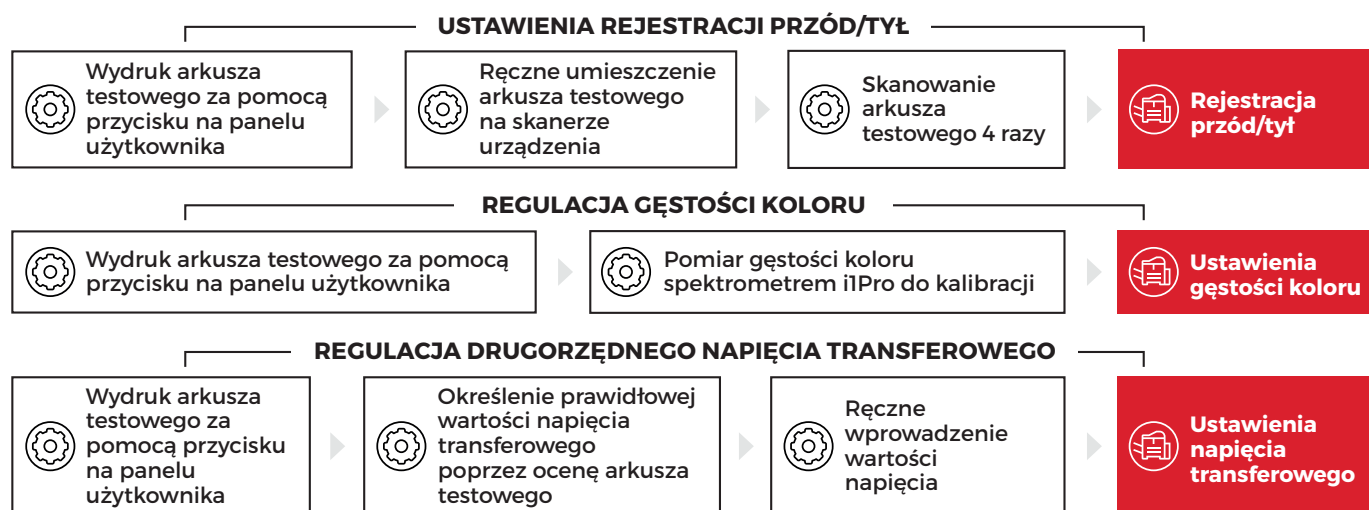 USTAWIENIA REJESTRACJI PRZÓD/TYŁ
Wydruk arkusza
testowego za pomocą
przycisku na panelu
użytkownika
Ręczne umieszczenie
arkusza testowego
na skanerze
urządzenia
Skanowanie
arkusza
testowego 4 razy
Rejestracja
przód/tył
REGULACJA GĘSTOŚCI KOLORU
Wydruk arkusza testowego za pomocą
przycisku na panelu użytkownika
Pomiar gęstości koloru
spektrometrem i1Pro do kalibracji
Ustawienia
gęstości koloru
REGULACJA DRUGORZĘDNEGO NAPIĘCIA TRANSFEROWEGO
Wydruk arkusza
testowego za
pomocą przycisku
na panelu
użytkownika
Określenie prawidłowej
wartości napięcia
transferowego
poprzez ocenę arkusza
testowego
Ręczne
wprowadzenie
wartości
napięcia
Ustawienia
napięcia
transferowego